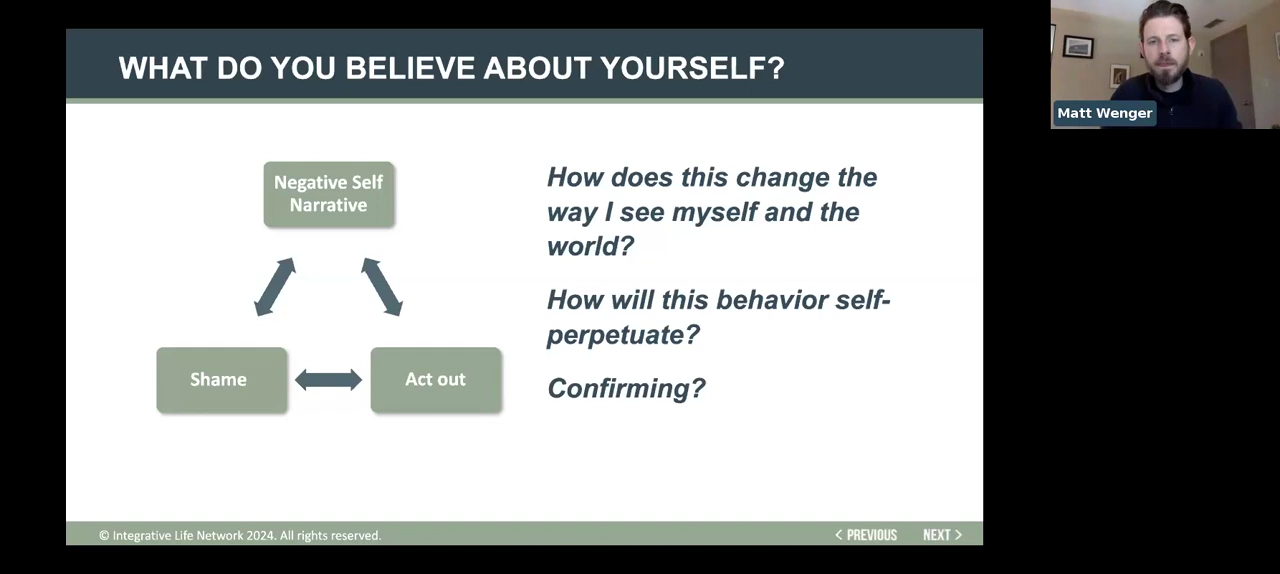 WHAT DO YOU BELIEVE ABOUT YOURSELF?
Matt Wenger
Negative Self
Narrative
Shame
Act out
How does this change the
way I see myself and the
world?
How will this behavior self-
perpetuate?
Confirming?
© Integrative Life Network 2024. All rights reserved.
< PREVIOUS
NEXT >